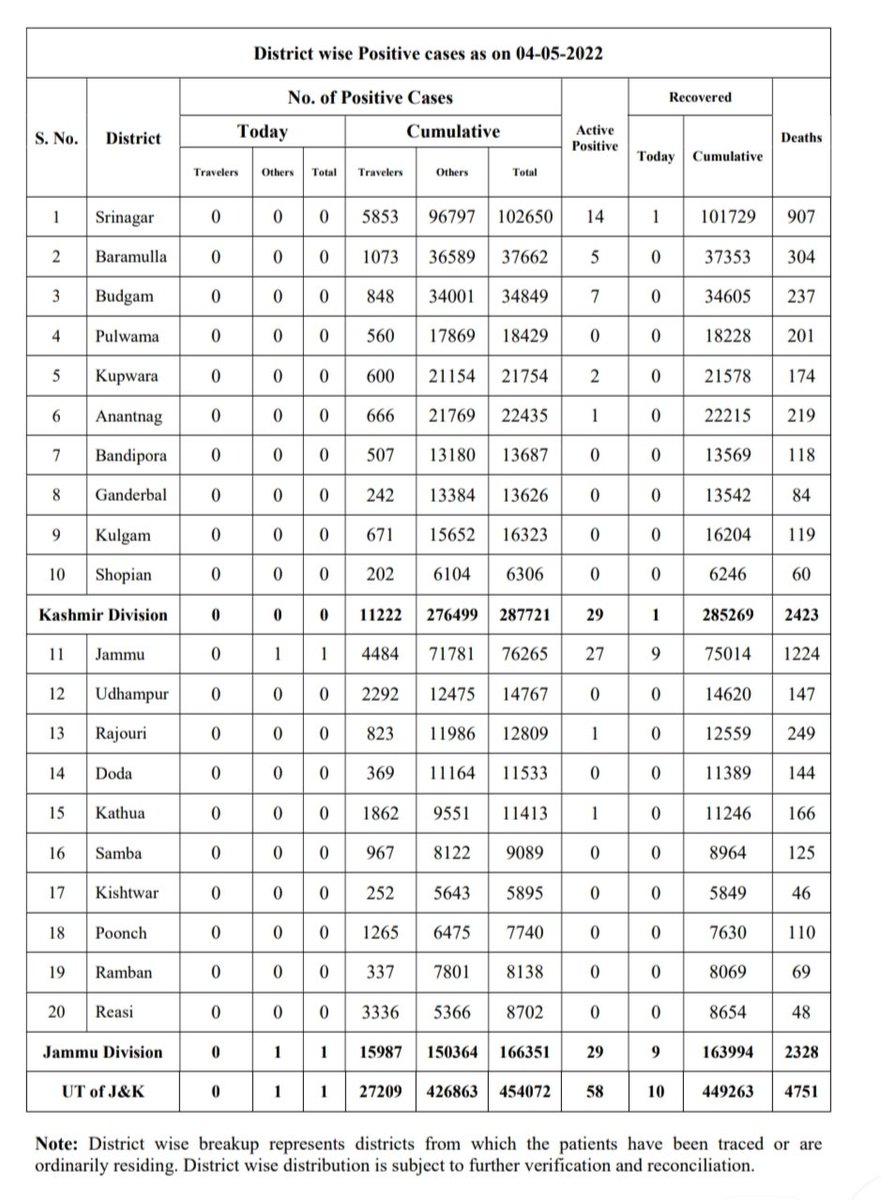 District wise Positive cases as on 04-05-2022
S. No. District No. of Positive Cases Active Positive Recovered Deaths
Today Cumulative Today Cumulative
Travelers Others Total Travelers Others Total
1 Srinagar 0 0 0 5853 96797 102650 14 1 101729 907
2 Baramulla 0 0 0 1073 36589 37662 5 0 37353 304
3 Budgam 0 0 0 848 34001 34849 7 0 34605 237
4 Pulwama 0 0 0 560 17869 18429 0 0 18228 201
5 Kupwara 0 0 0 600 21154 21754 2 0 21578 174
6 Anantnag 0 0 0 666 21769 22435 1 0 22215 219
7 Bandipora 0 0 0 507 13180 13687 0 0 13569 118
8 Ganderbal 0 0 0 242 13384 13626 0 0 13542 84
9 Kulgam 0 0 0 671 15652 16323 0 0 16204 119
10 Shopian 0 0 0 202 6104 6306 0 0 6246 60
Kashmir Division 0 0 0 11222 276499 287721 29 1 285269 2423
11 Jammu 0 1 1 4484 71781 76265 27 9 75014 1224
12 Udhampur 0 0 0 2292 12475 14767 0 0 14620 147
13 Rajouri 0 0 0 823 11986 12809 1 0 12559 249
14 Doda 0 0 0 369 11164 11533 0 0 11389 144
15 Kathua 0 0 0 1862 9551 11413 1 0 11246 166
16 Samba 0 0 0 967 8122 9089 0 0 8964 125
17 Kishtwar 0 0 0 252 5643 5895 0 0 5849 46
18 Poonch 0 0 0 1265 6475 7740 0 0 7630 110
19 Ramban 0 0 0 337 7801 8138 0 0 8069 69
20 Reasi 0 0 0 3336 5366 8702 0 0 8654 48
Jammu Division 0 1 1 15987 150364 166351 29 9 163994 2328
UT of J&K 0 1 1 27209 426863 454072 58 10 449263 4751
Note: District wise breakup represents districts from which the patients have been traced or are
ordinarily residing. District wise distribution is subject to further verification and reconciliation.